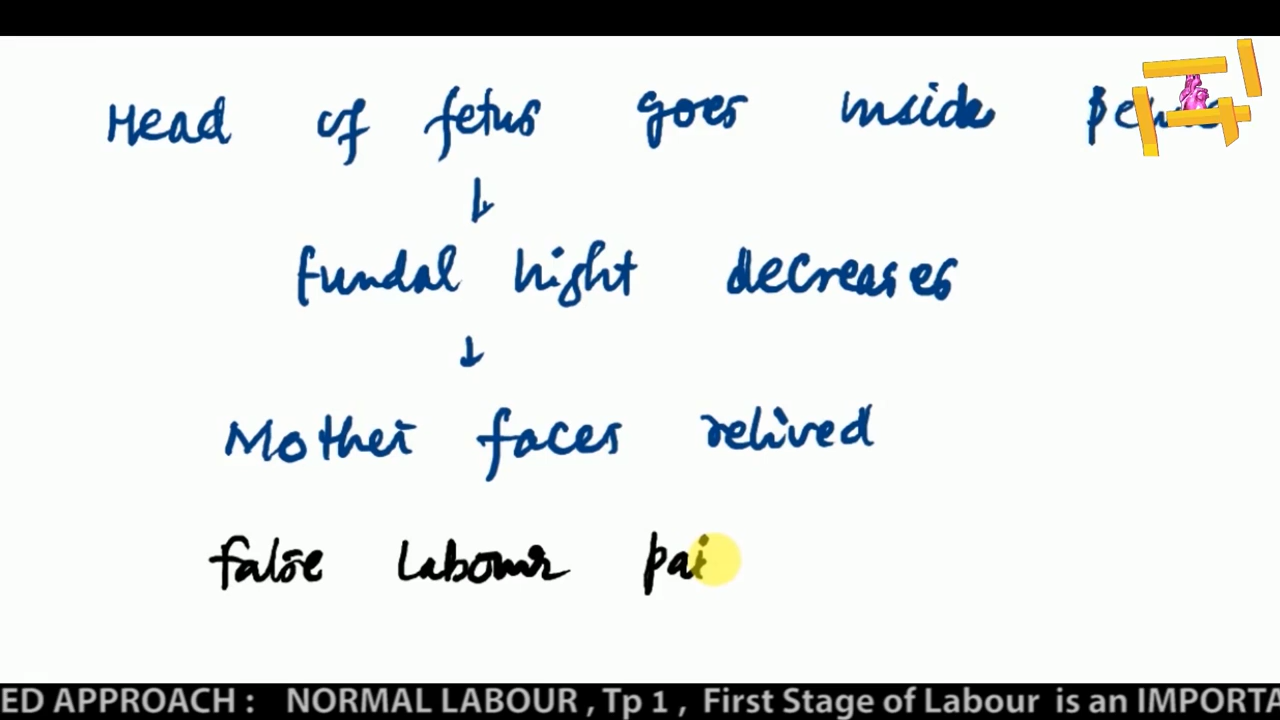 Head of fetus goes inside
↓
fundal hight decreases
↓
Mother faces relived
false labour pai
ED APPROACH : NORMAL LABOUR , Tp 1 , First Stage of Labour is an IMPORTA